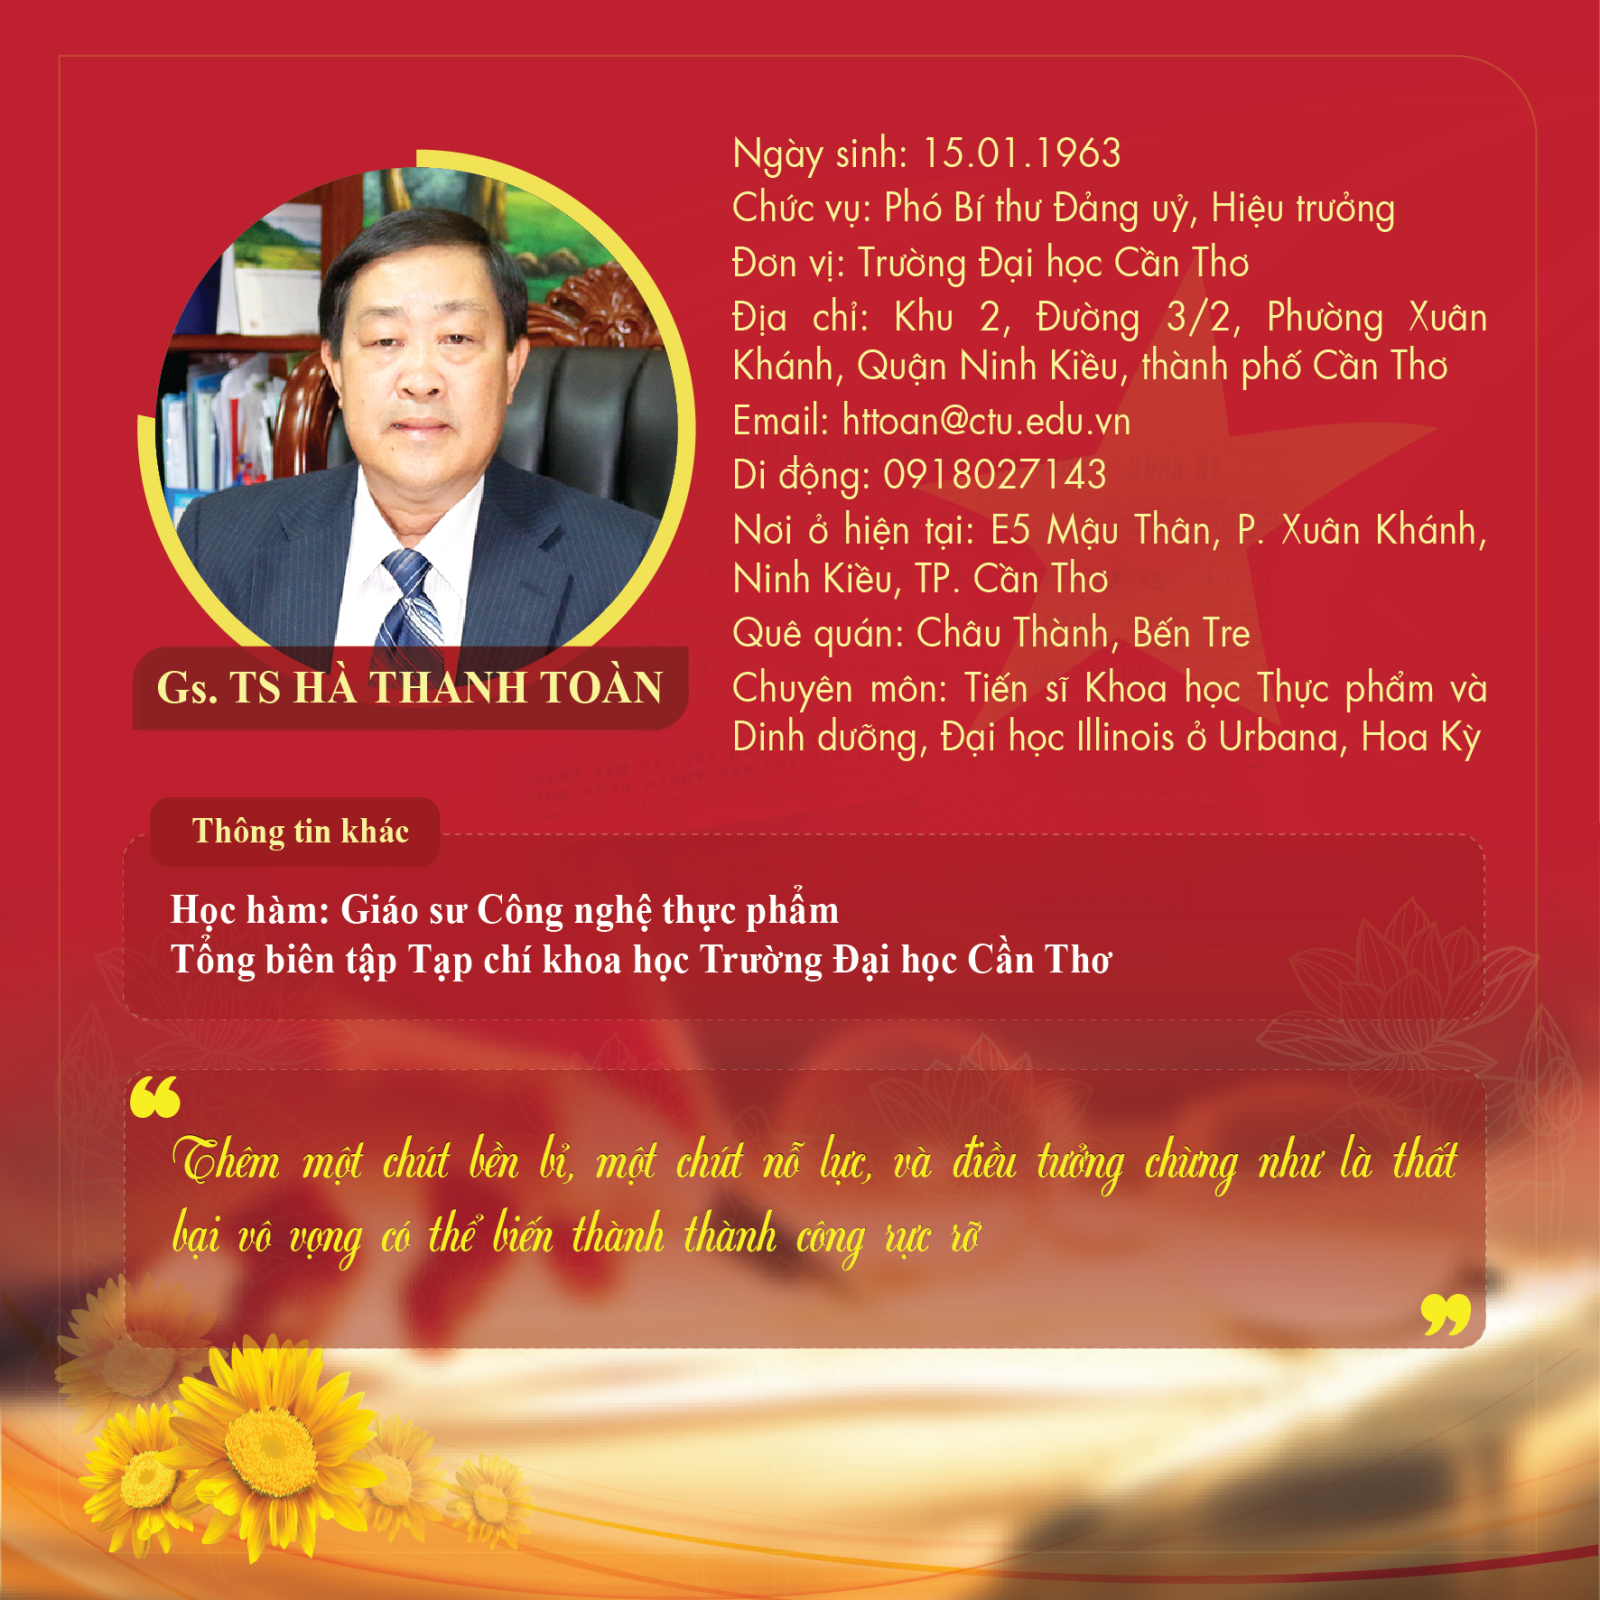 Ngày sinh: 15.01.1963
Chức vụ: Phó Bí thư Đảng uỷ, Hiệu trưởng
Đơn vị: Trường Đại học Cần Thơ
Địa chỉ: Khu 2, Đường 3/2, Phường Xuân
Khánh, Quận Ninh Kiều, thành phố Cần Thơ
Email: httoan@ctu.edu.vn
Di động: 0918027143
Nơi ở hiện tại: E5 Mậu Thân, P. Xuân Khánh,
Ninh Kiều, TP. Cần Thơ
Quê quán: Châu Thành, Bến Tre
Chuyên môn: Tiến sĩ Khoa học Thực phẩm và
Dinh dưỡng, Đại học Illinois ở Urbana, Hoa Kỳ
Gs. TS HÀ THANH TOÀN
Thông tin khác
Học hàm: Giáo sư Công nghệ thực phẩm
Tổng biên tập Tạp chí khoa học Trường Đại học Cần Thơ
“
Thêm một chút bền bỉ, một chút nỗ lực, và điều tưởng chừng như là thất
bại vô vọng có thể biến thành thành công rực rỡ
”